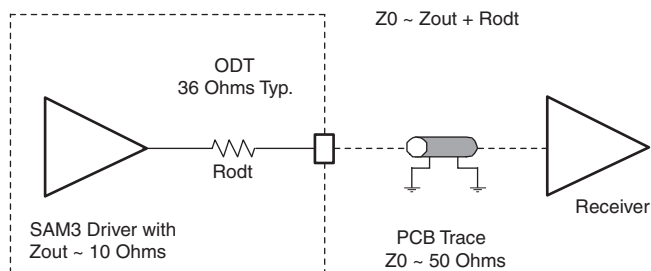 Z0 ~ Zout + Rodt
ODT
36 Ohms Typ.
Rodt
Receiver
SAM3 Driver with
Zout ~ 10 Ohms
PCB Trace
Z0 ~ 50 Ohms